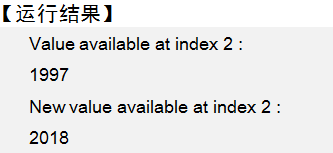 【运行结果】
Value available at index 2 :
1997
New value available at index 2 :
2018